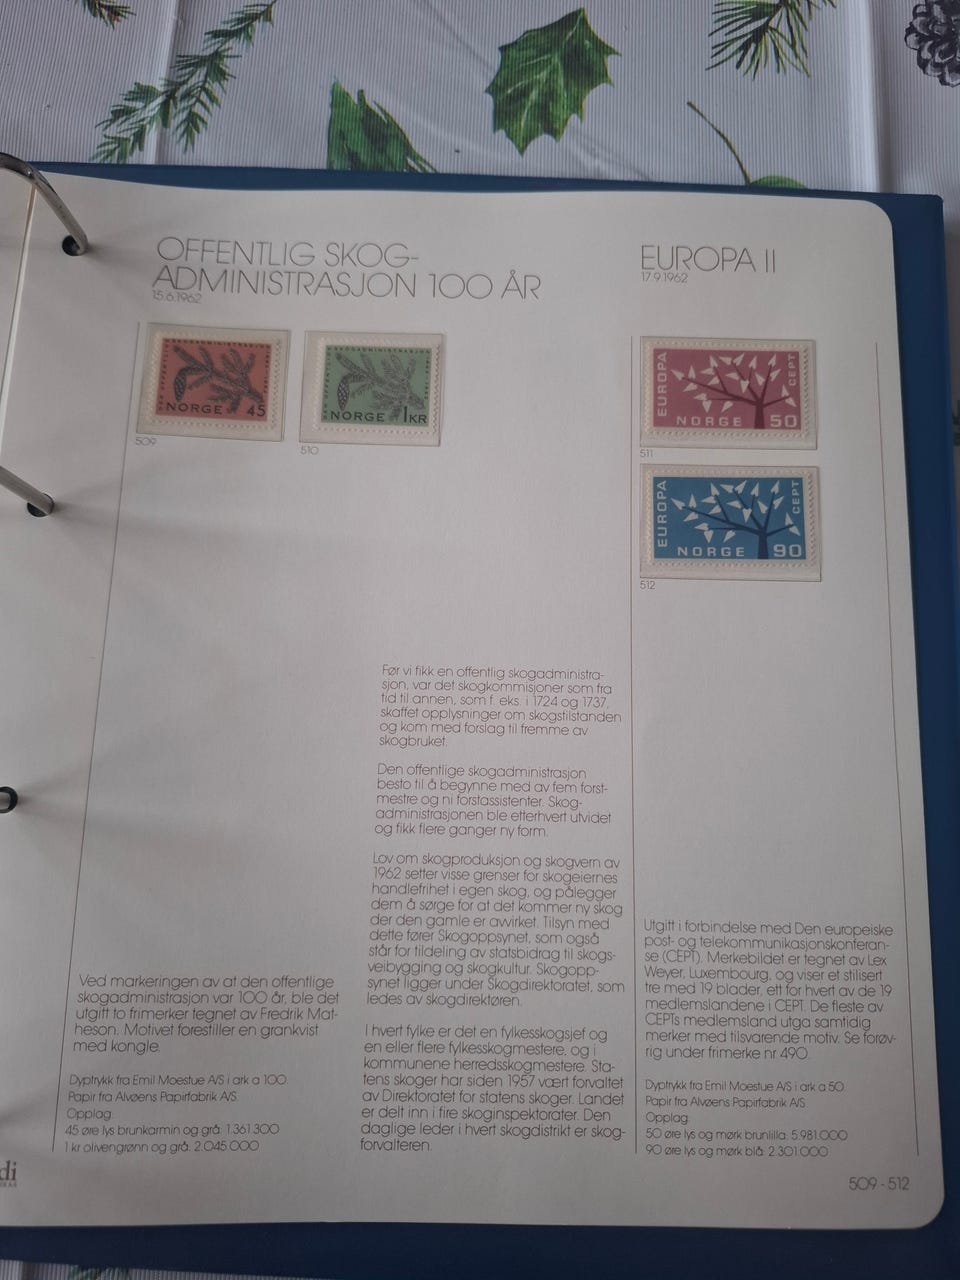 OFFENTLIG SKOG-
ADMINISTRASJON 100 ÅR
15.6.1962
DEN OFFENTLIGE SKOGADMINISTRASJON
NORGE 45
509
SKOGADMINISTRASJON
NORGE 1KR
510
EUROPA II
17.9.1962
EUROPA
CEPT
NORGE 50
511
EUROPA
CEPT
NORGE 90
512
Ved markeringen av at den offentlige
skogadministrasjon var 100 år, ble det
utgitt to frimerker tegnet av Fredrik Mat-
heson. Motivet forestiller en grankvist
med kongle.
Dyptrykk fra Emil Moestue A/S i ark a 100.
Papir fra Alvøens Papirfabrik A/S
Opplag:
45 øre lys brunkarmin og grå: 1.361.300
1 kr olivengrønn og grå: 2.045.000
Før vi fikk en offentlig skogadministra-
sjon, var det skogkommisjoner som fra
tid til annen, som f. eks. i 1724 og 1737,
skaffet opplysninger om skogstilstanden
og kom med forslag til fremme av
skogbruket.
Den offentlige skogadministrasjon
besto til å begynne med av fem forst-
mestre og ni forstassistenter. Skog-
administrasjonen ble etterhvert utvidet
og fikk flere ganger ny form.
Lov om skogproduksjon og skogvern av
1962 setter visse grenser for skogeiernes
handlefrihet i egen skog, og pålegger
dem å sørge for at det kommer ny skog
der den gamle er avvirket. Tilsyn med
dette fører Skogoppsynet, som også
står for tildeling av statsbidrag til skogs-
veibygging og skogkultur. Skogopp-
synet ligger under Skogdirektoratet, som
ledes av skogdirektøren.
I hvert fylke er det en fylkesskogsjef og
en eller flere fylkesskogmestere, og i
kommunene herredsskogmestere. Sta-
tens skoger har siden 1957 vært forvaltet
av Direktoratet for statens skoger. Landet
er delt inn i fire skoginspektorater. Den
daglige leder i hvert skogdistrikt er skog-
forvalteren.
Utgitt i forbindelse med Den europeiske
post- og telekommunikasjonskonferan-
se (CEPT). Merkebildet er tegnet av Lex
Weyer, Luxembourg, og viser et stilisert
tre med 19 blader, ett for hvert av de 19
medlemslandene i CEPT. De fleste av
CEPTs medlemsland utga samtidig
merker med tilsvarende motiv. Se forøv-
rig under frimerke nr 490.
Dyptrykk fra Emil Moestue A/S i ark a 50.
Papir fra Alvøens Papirfabrik A/S
Opplag:
50 øre lys og mørk brunlilla: 5.981.000
90 øre lys og mørk blå: 2.301.000
di
509 - 512